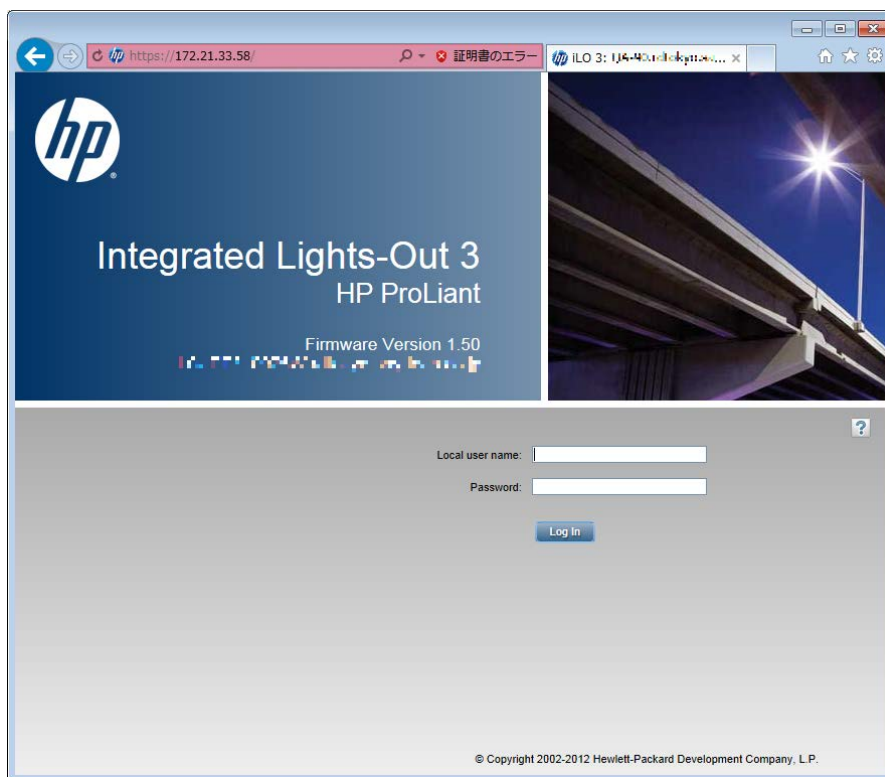 https://172.21.33.58/
証明書のエラー
iLO 3:
hp
Integrated Lights-Out 3
HP ProLiant
Firmware Version 1.50
?
Local user name:
Password:
Log In
© Copyright 2002-2012 Hewlett-Packard Development Company, L.P.